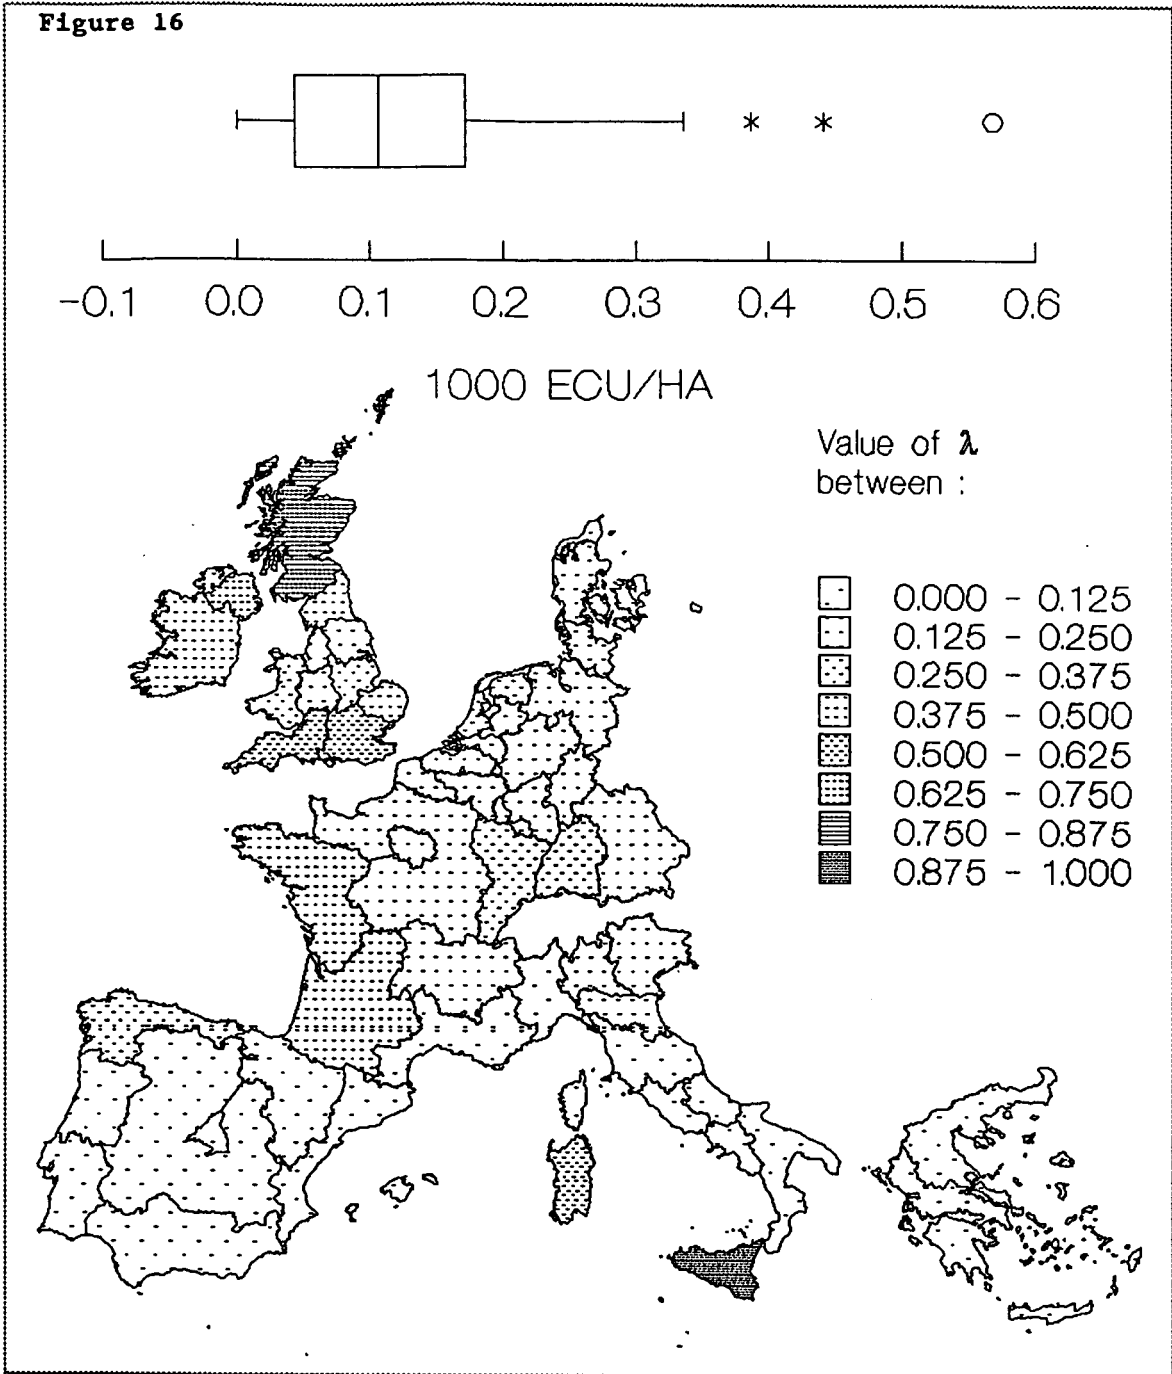 Figure 16
-0.1 0.0 0.1 0.2 0.3 0.4 0.5 0.6
1000 ECU/HA
Value of λ
between :
0.000 - 0.125
0.125 - 0.250
0.250 - 0.375
0.375 - 0.500
0.500 - 0.625
0.625 - 0.750
0.750 - 0.875
0.875 - 1.000